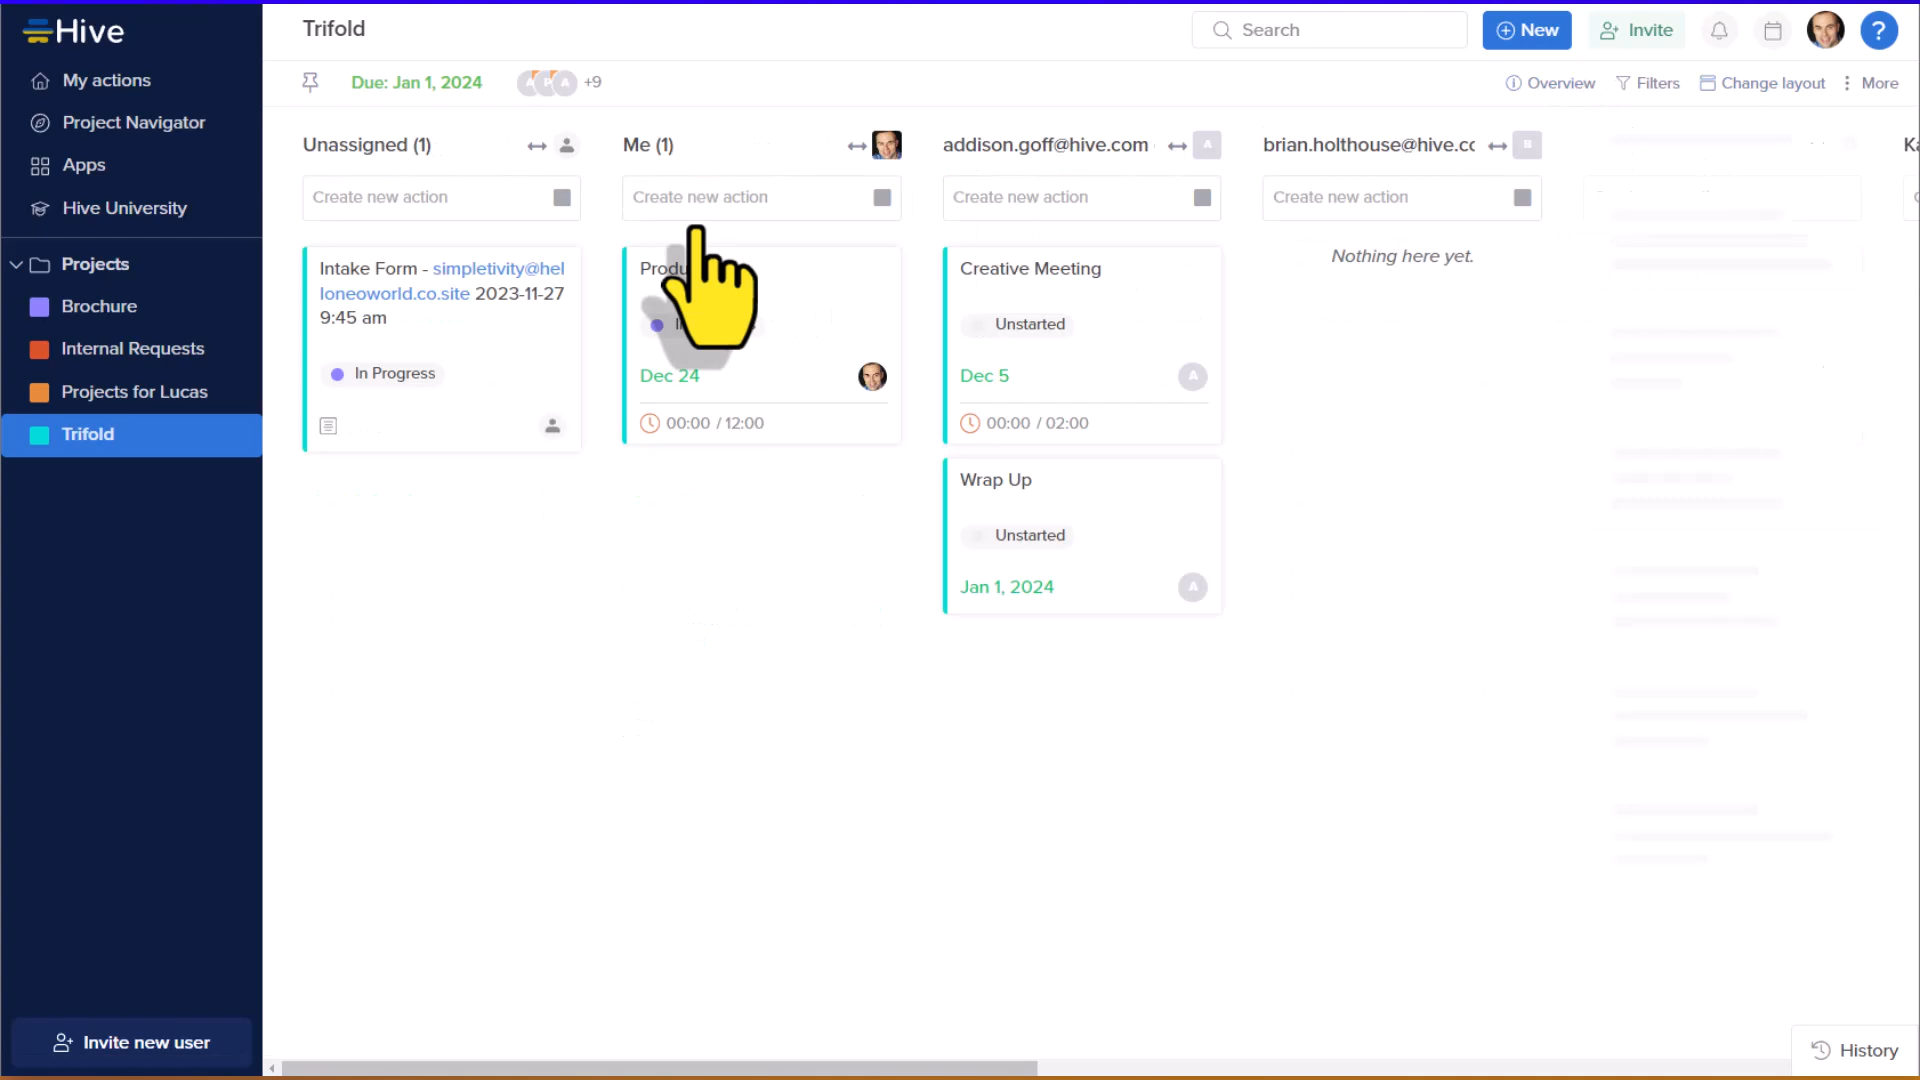 Hive
Trifold
Search
New
Invite
?
My actions
Project Navigator
Apps
Hive University
Projects
Brochure
Internal Requests
Projects for Lucas
Trifold
Invite new user
Due: Jan 1, 2024
+9
Overview
Filters
Change layout
More
Unassigned (1)
Create new action
Intake Form - simpletivity@hel
loneoworld.co.site 2023-11-27
9:45 am
In Progress
Me (1)
Create new action
Dec 24
00:00 / 12:00
addison.goff@hive.com
A
Create new action
Creative Meeting
Unstarted
Dec 5
A
00:00 / 02:00
Wrap Up
Unstarted
Jan 1, 2024
A
brian.holthouse@hive.cc
B
Create new action
Nothing here yet.
History